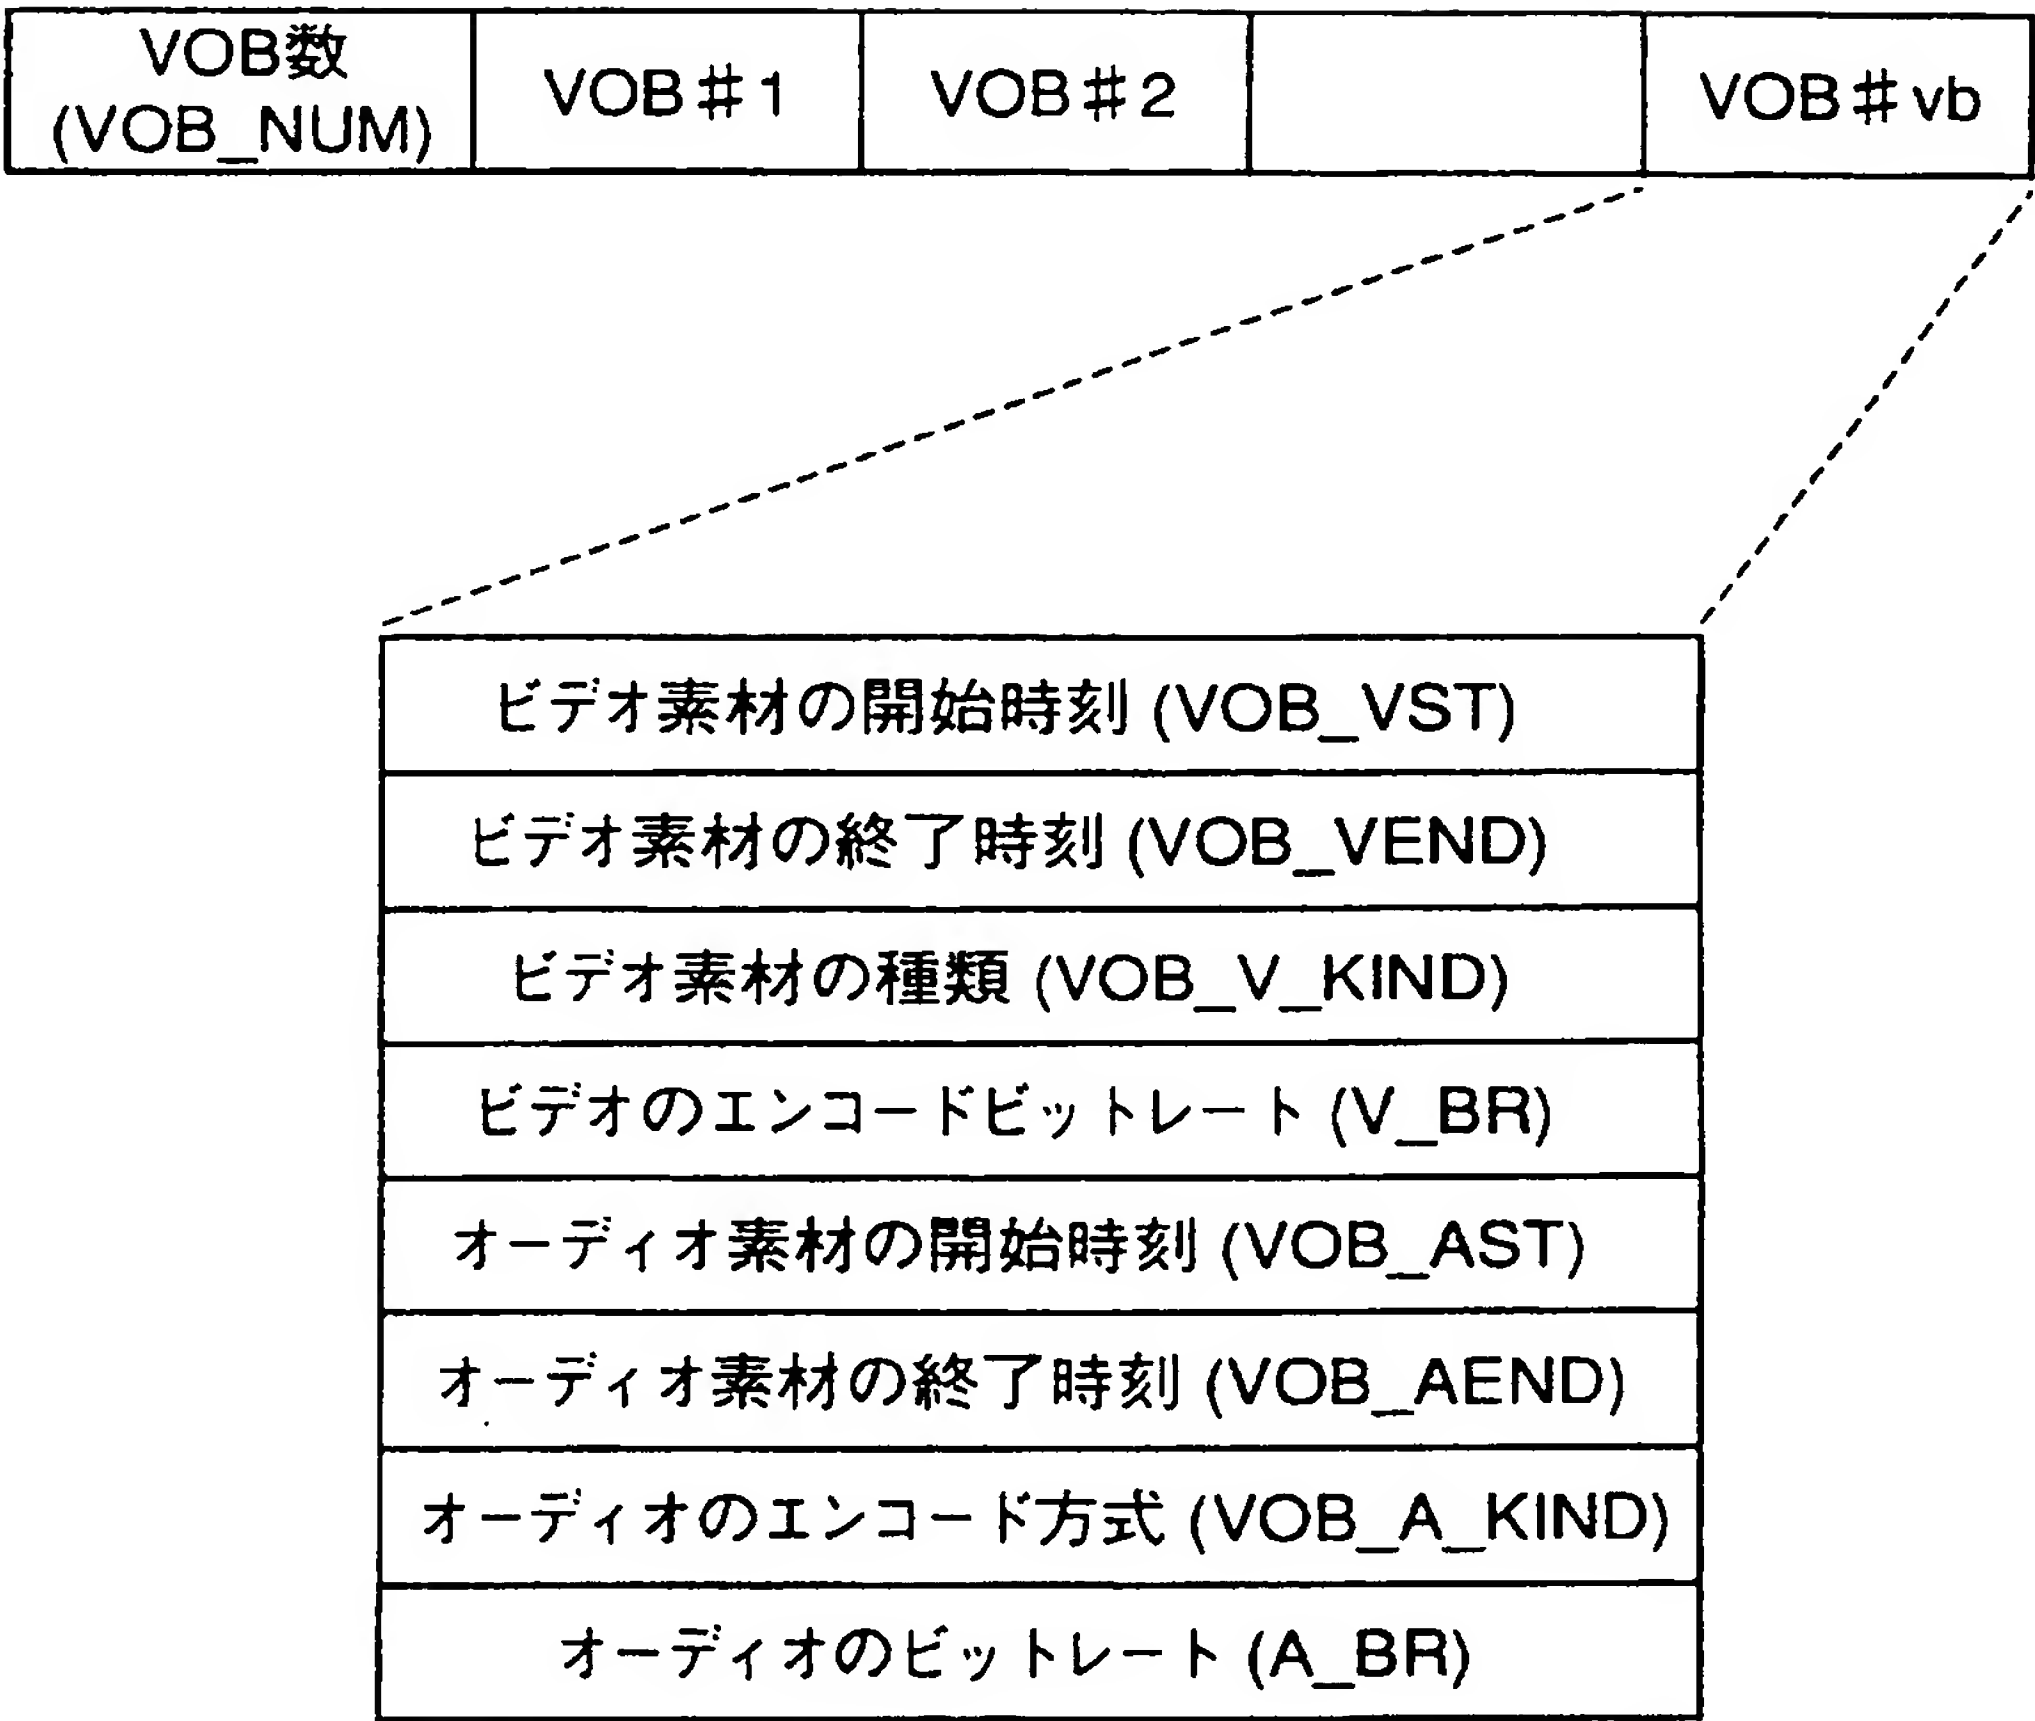 VOB数
(VOB_NUM)
VOB♯1
VOB♯2
VOB♯vb
ビデオ素材の開始時刻 (VOB_VST)
ビデオ素材の終了時刻 (VOB_VEND)
ビデオ素材の種類 (VOB_V_KIND)
ビデオのエンコードビットレート (V_BR)
オーディオ素材の開始時刻 (VOB_AST)
オーディオ素材の終了時刻 (VOB_AEND)
オーディオのエンコード方式 (VOB_A_KIND)
オーディオのビットレート (A_BR)